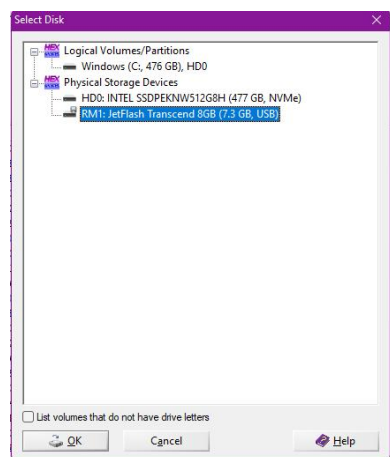 Select Disk
Logical Volumes/Partitions
Windows (C:, 476 GB), HD0
Physical Storage Devices
HD0: INTEL SSDPEKNW512G8H (477 GB, NVMe)
RM1: JetFlash Transcend 8GB (7.3 GB, USB)
List volumes that do not have drive letters
OK
Cancel
Help